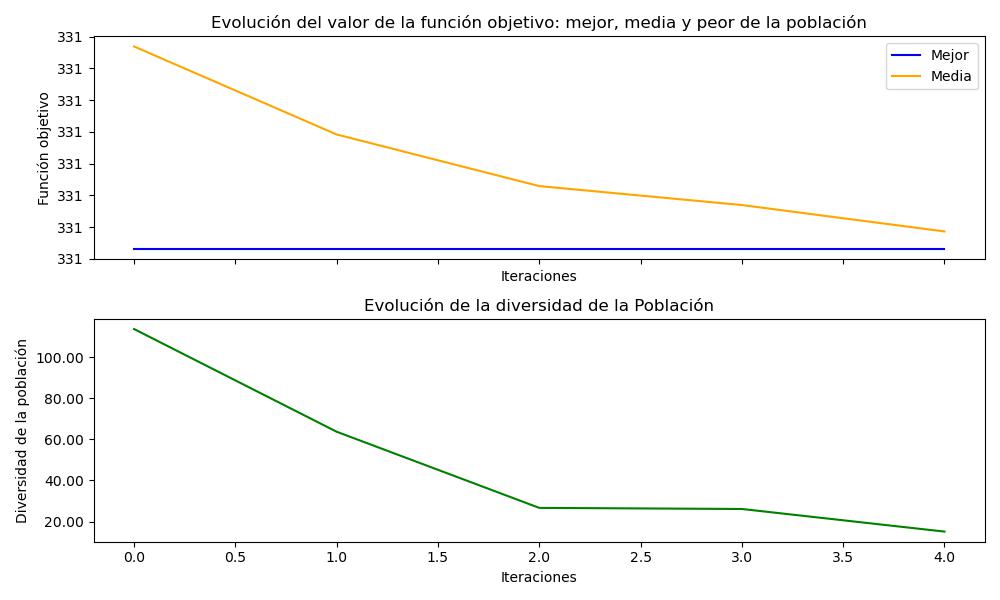 Evolución del valor de la función objetivo: mejor, media y peor de la población
331
331
331
331
331
331
331
331
Función objetivo
Mejor
Media
Iteraciones
Evolución de la diversidad de la Población
100.00
80.00
60.00
40.00
20.00
Diversidad de la población
0.0 0.5 1.0 1.5 2.0 2.5 3.0 3.5 4.0
Iteraciones